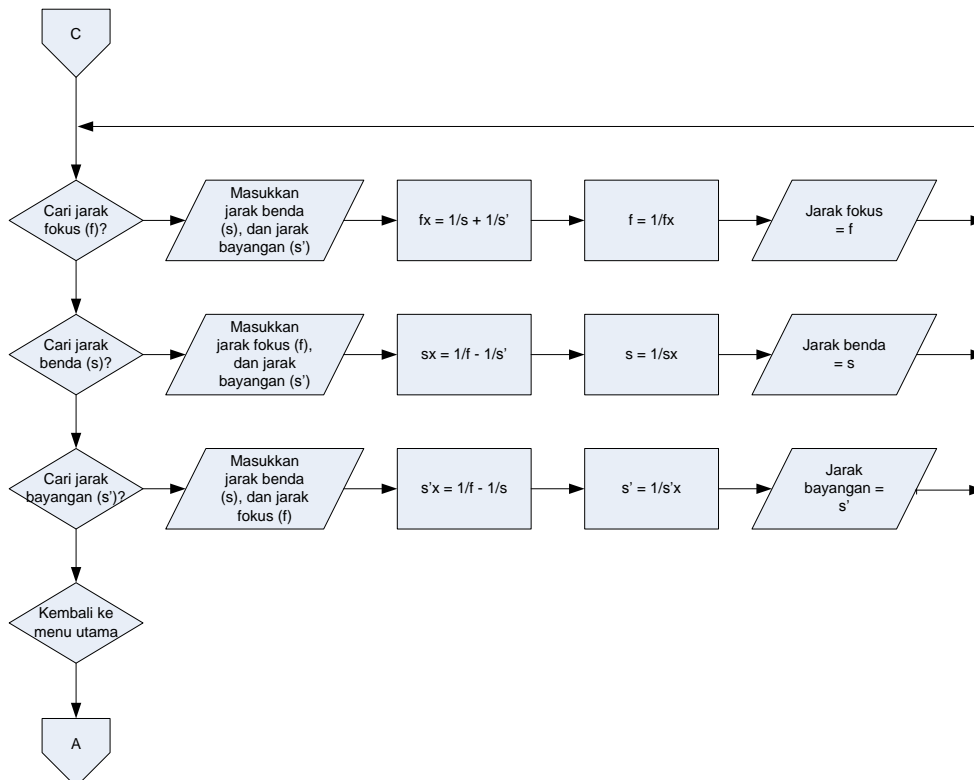 C
Cari jarak
fokus (f)?
Masukkan
jarak benda
(s), dan jarak
bayangan (s’)
fx = 1/s + 1/s’
f = 1/fx
Jarak fokus
= f
Cari jarak
benda (s)?
Masukkan
jarak fokus (f),
dan jarak
bayangan (s’)
sx = 1/f - 1/s’
s = 1/sx
Jarak benda
= s
Cari jarak
bayangan (s’)?
Masukkan
jarak benda
(s), dan jarak
fokus (f)
s’x = 1/f - 1/s
s’ = 1/s’x
Jarak
bayangan =
s’
Kembali ke
menu utama
A